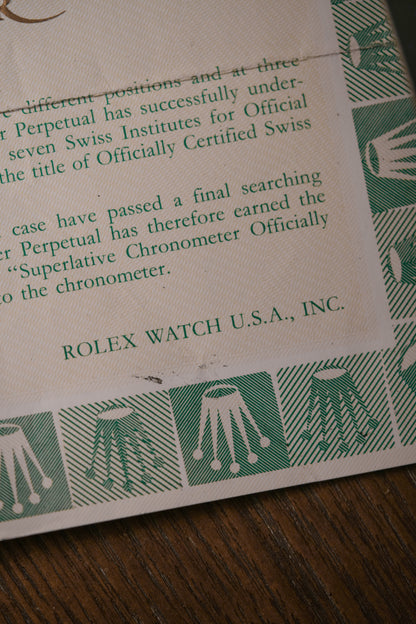 different positions and at three
r Perpetual has successfully under-
seven Swiss Institutes for Official
the title of Officially Certified Swiss
case have passed a final searching
er Perpetual has therefore earned the
“Superlative Chronometer Officially
to the chronometer.
ROLEX WATCH U.S.A., INC.